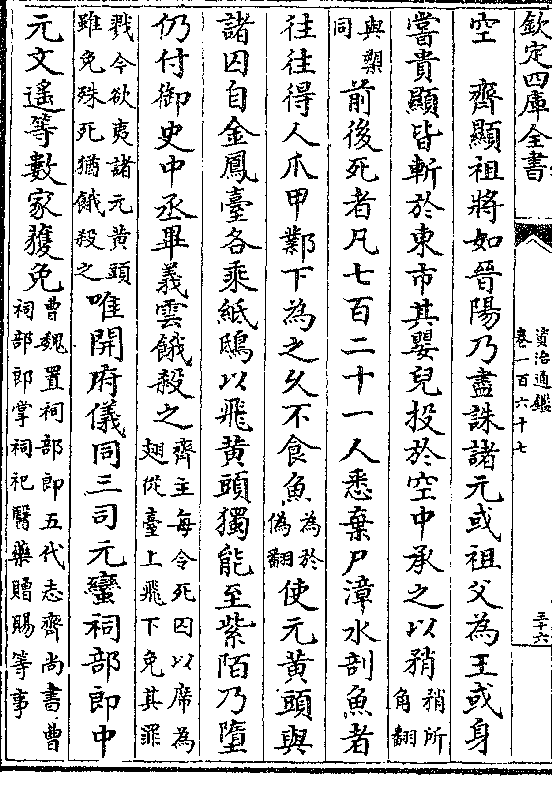 欽定四庫全書
資治通鑑
卷一百六十七
三十六
空　齊顯祖將如晉陽乃盡誅諸元或祖父為王或身
嘗貴顯皆斬於東市其嬰兒投於空中承之以矟矟所角翻
與槊同前後死者凡七百二十一人悉棄尸漳水剖魚者
往往得人爪甲鄴下為之乆不食魚為於偽翻使元黄頭與
諸囚自金鳳臺各乗紙鴟以飛黄頭獨能至紫陌乃墮
仍付御史中丞畢義雲餓殺之齊主每令死囚以席為翅從臺上飛下免其罪
戮今欲夷諸元黄頭雖免殊死猶餓殺之唯開府儀同三司元蠻祠部郎中
元文遥等數家獲免曹魏置祠部郎五代志齊尚書曹祠部郎掌祠祀醫藥贈賜等事